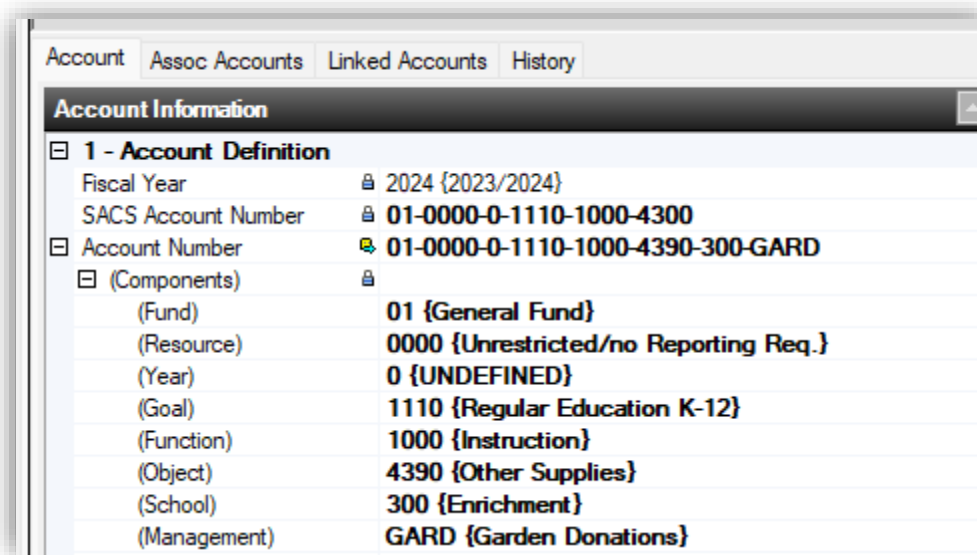 Account Assoc Accounts Linked Accounts History
Account Information
1 - Account Definition
Fiscal Year 2024 {2023/2024}
SACS Account Number 01-0000-0-1110-1000-4300
Account Number 01-0000-0-1110-1000-4390-300-GARD
(Components)
(Fund) 01 {General Fund}
(Resource) 0000 {Unrestricted/no Reporting Req.}
(Year) 0 {UNDEFINED}
(Goal) 1110 {Regular Education K-12}
(Function) 1000 {Instruction}
(Object) 4390 {Other Supplies}
(School) 300 {Enrichment}
(Management) GARD {Garden Donations}